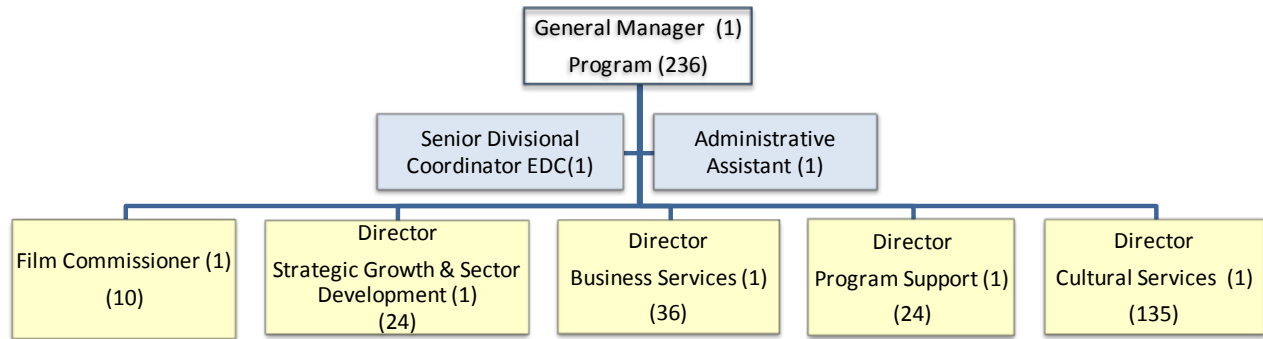 General Manager (1)
Program (236)
Senior Divisional
Coordinator EDC(1)
Administrative
Assistant (1)
Film Commissioner (1)
(10)
Director
Strategic Growth & Sector
Development (1)
(24)
Director
Business Services (1)
(36)
Director
Program Support (1)
(24)
Director
Cultural Services (1)
(135)